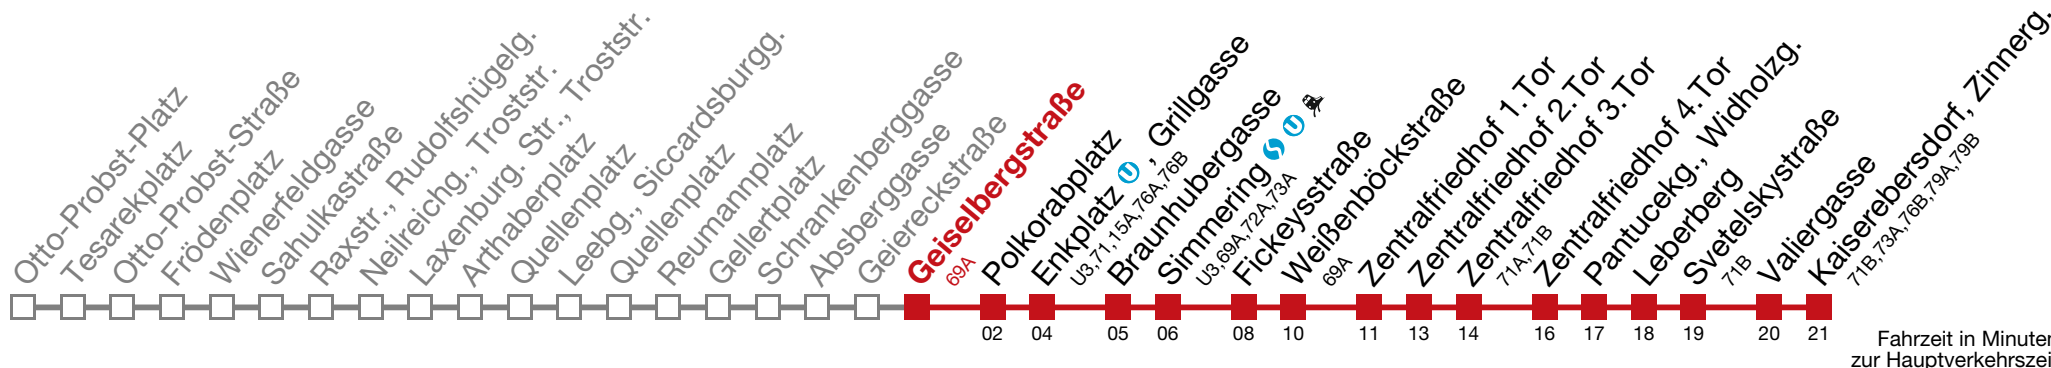 Otto-Probst-Platz
Tesarekplatz
Otto-Probst-Straße
Frödenplatz
Wienerfeldgasse
Sahulkastraße
Raxstr., Rudolfshügelg.
Neilreichg., Troststr.
Laxenburg. Str., Troststr.
Arthaberplatz
Quellenplatz
Leebg., Siccardsburgg.
Quellenplatz
Reumannplatz
Gellertplatz
Schrankenberggasse
Absberggasse
Geiereckstraße
Geiselbergstraße
69A
Polkorabplatz
Enkplatz U, Grillgasse
U3,71,15A,76A,76B
Braunhubergasse
Simmering S U
U3,69A,72A,73A
Fickeysstraße
Weißenböckstraße
69A
Zentralfriedhof 1.Tor
Zentralfriedhof 2.Tor
Zentralfriedhof 3.Tor
71A,71B
Zentralfriedhof 4.Tor
Pantucekg., Widholzg.
Leberberg
Svetelskystraße
71B
Valiergasse
Kaiserebersdorf, Zinnerg.
71B,73A,76B,79A,79B
02 04 05 06 08 10 11 13 14 16 17 18 19 20 21
Fahrzeit in Minuten
zur Hauptverkehrszeit